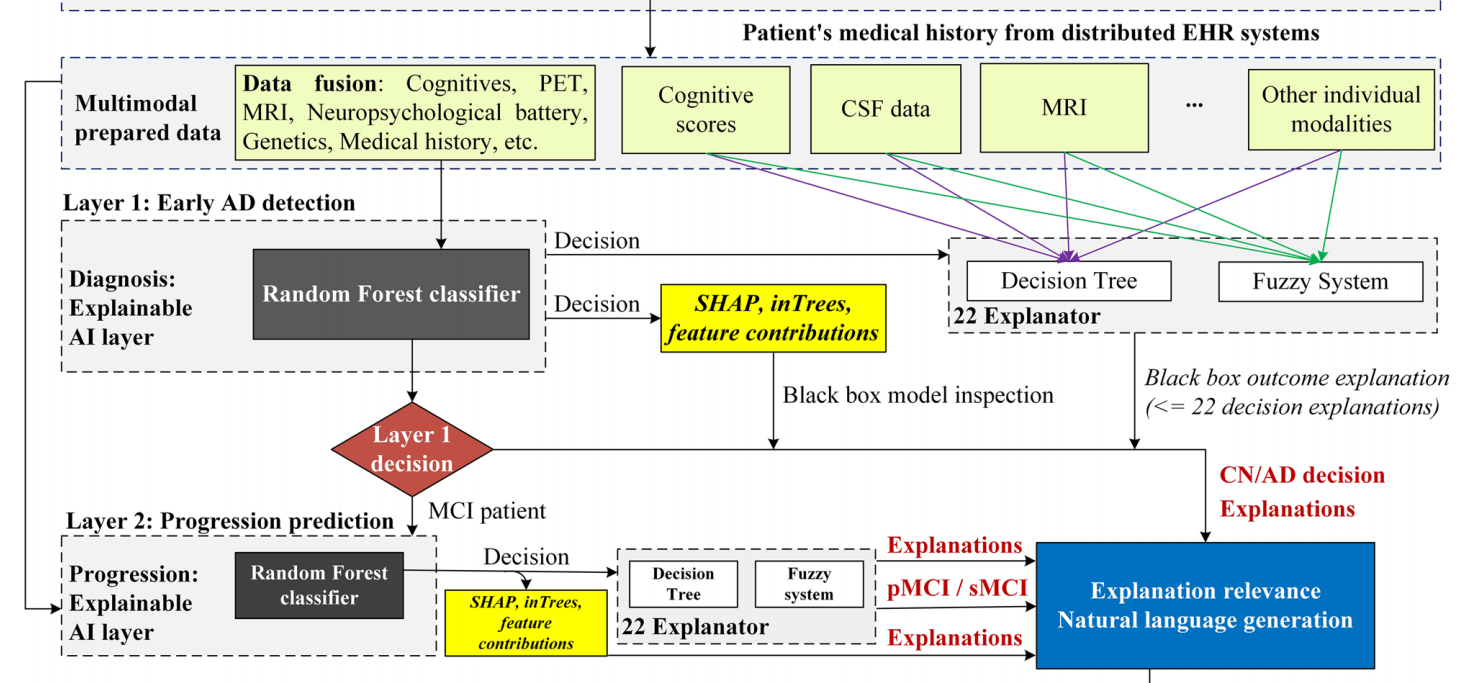 Patient's medical history from distributed EHR systems
Multimodal
prepared data
Data fusion: Cognitives, PET,
MRI, Neuropsychological battery,
Genetics, Medical history, etc.
Cognitive
scores
CSF data
MRI
...
Other individual
modalities
Layer 1: Early AD detection
Diagnosis:
Explainable
AI layer
Random Forest classifier
Decision
Decision
SHAP, inTrees,
feature contributions
Decision Tree
Fuzzy System
22 Explanator
Black box model inspection
Black box outcome explanation
(<= 22 decision explanations)
Layer 1
decision
CN/AD decision
Explanations
MCI patient
Layer 2: Progression prediction
Progression:
Explainable
AI layer
Random Forest
classifier
Decision
SHAP, inTrees,
feature
contributions
Decision
Tree
Fuzzy
system
22 Explanator
Explanations
pMCI / sMCI
Explanations
Explanation relevance
Natural language generation